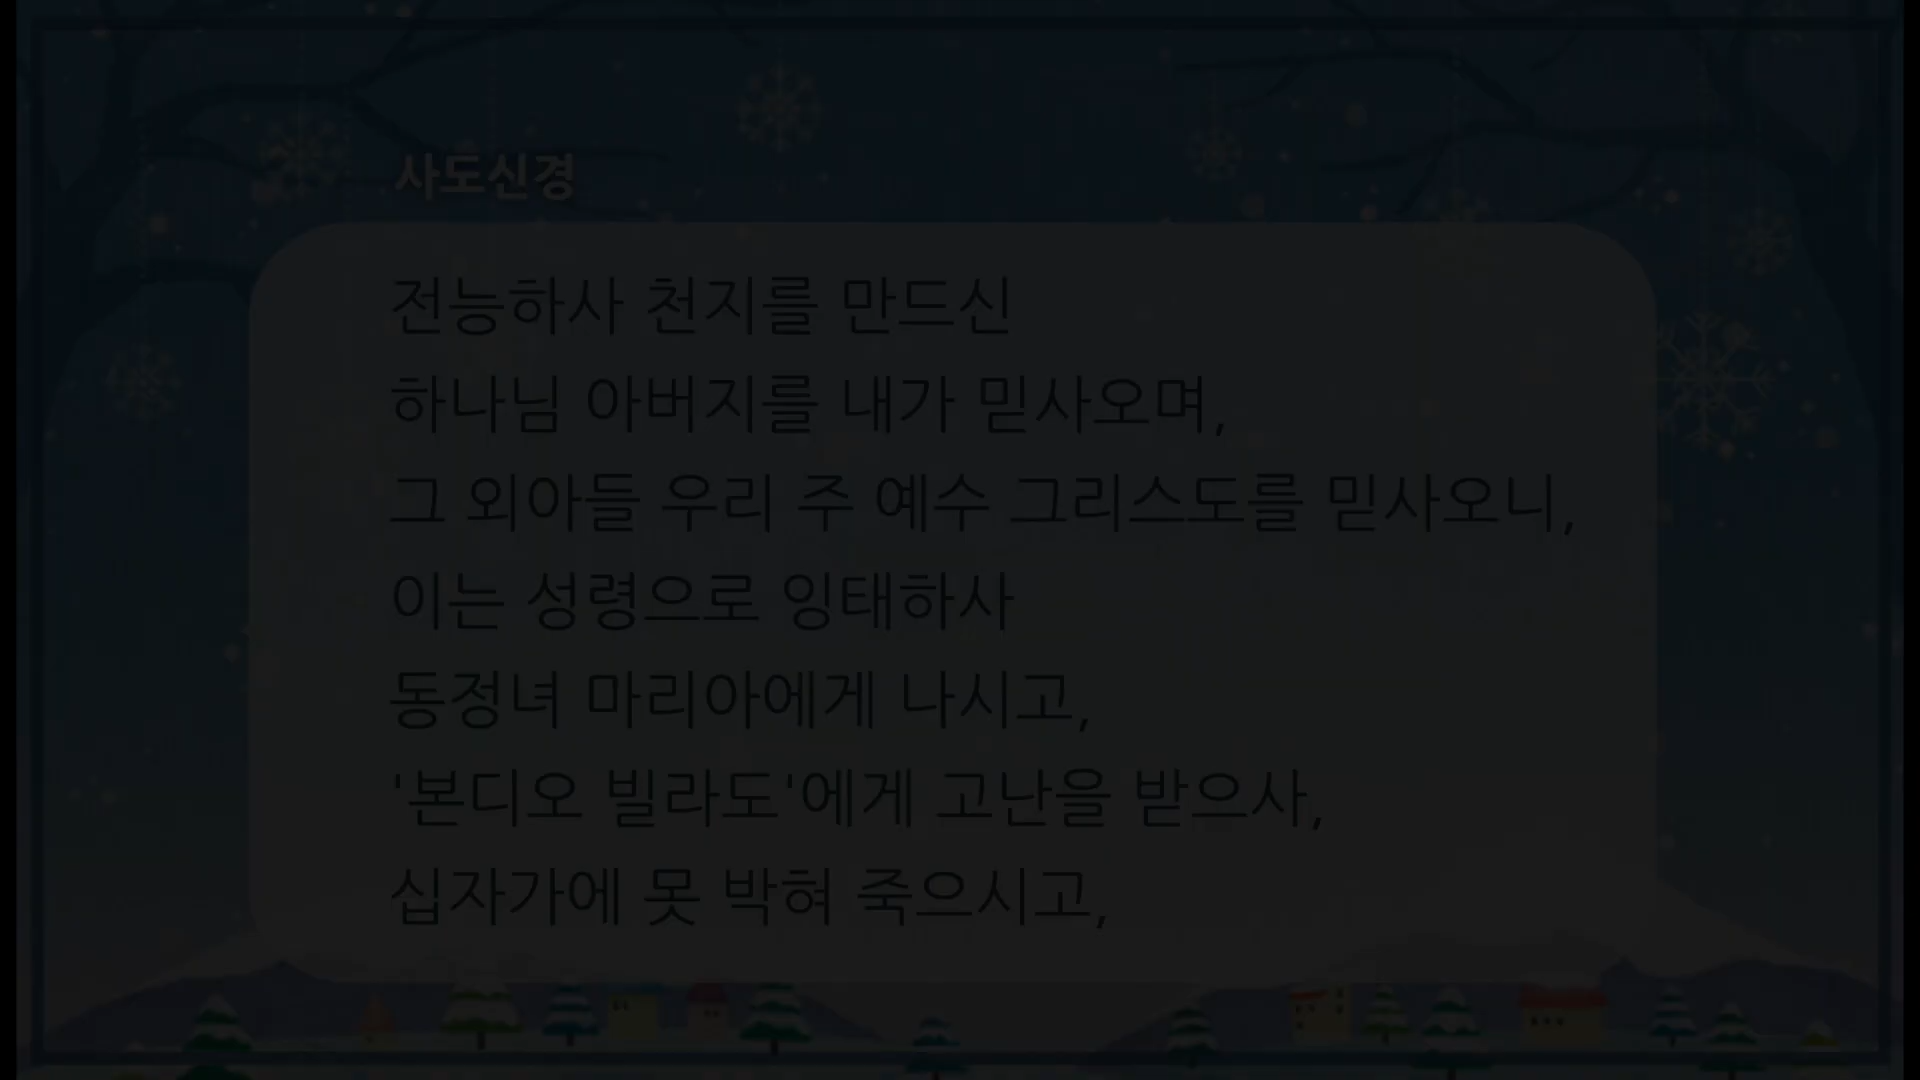 사도신경
전능하사 천지를 만드신
하나님 아버지를 내가 믿사오며,
그 외아들 우리 주 예수 그리스도를 믿사오니,
이는 성령으로 잉태하사
동정녀 마리아에게 나시고,
'본디오 빌라도'에게 고난을 받으사,
십자가에 못 박혀 죽으시고,